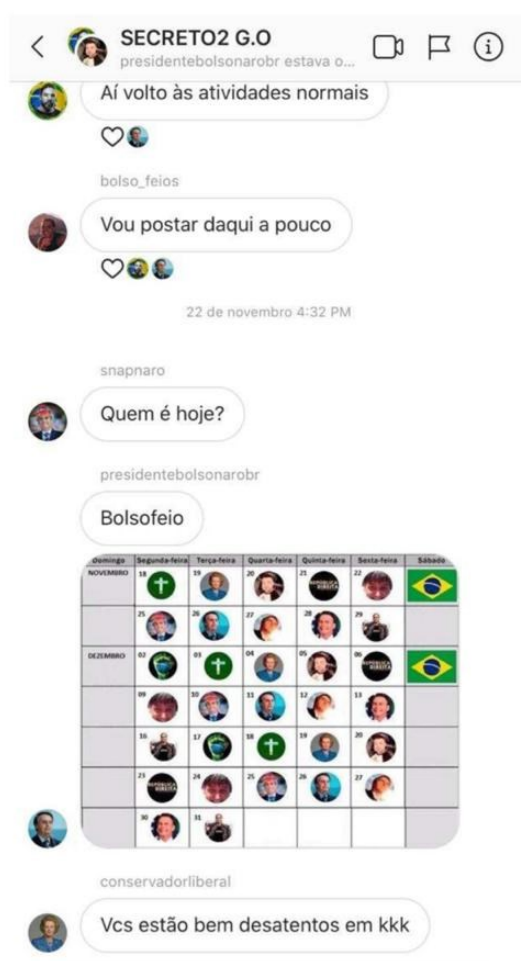 SECRETO2 G.O
presidentebolsonarobr estava o...
Aí volto às atividades normais
bolso_feios
Vou postar daqui a pouco
22 de novembro 4:32 PM
snapnaro
Quem é hoje?
presidentebolsonarobr
Bolsofeio
Domingo Segunda-feira Terça-feira Quarta-feira Quinta-feira Sexta-feira Sábado
NOVEMBRO 18 19 20 21 22
REPÚBLICA DIREITA
25 26 27 28 29
DEZEMBRO 02 03 04 05 06
09 10 11 12 13
16 17 18 19 20
23 24 25 26 27
REPÚBLICA DIREITA
30 31
conservadorliberal
Vcs estão bem desatentos em kkk